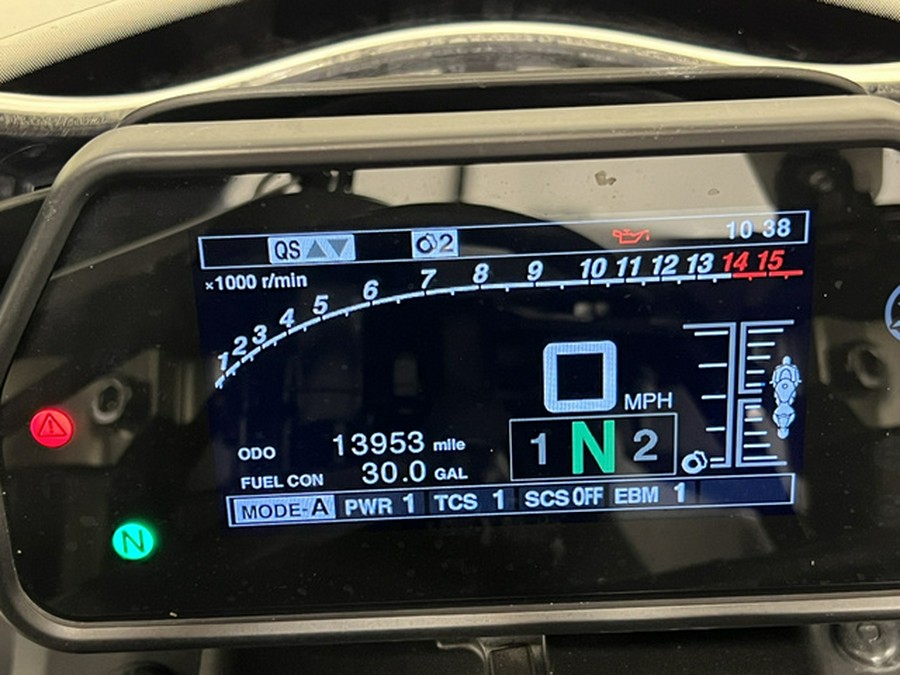 QS 2 10 38
×1000 r/min
1 2 3 4 5 6 7 8 9 10 11 12 13 14 15
0 MPH
1 N 2
ODO 13953 mile
FUEL CON 30.0 GAL
MODE-A PWR 1 TCS 1 SCS OFF EBM 1
N